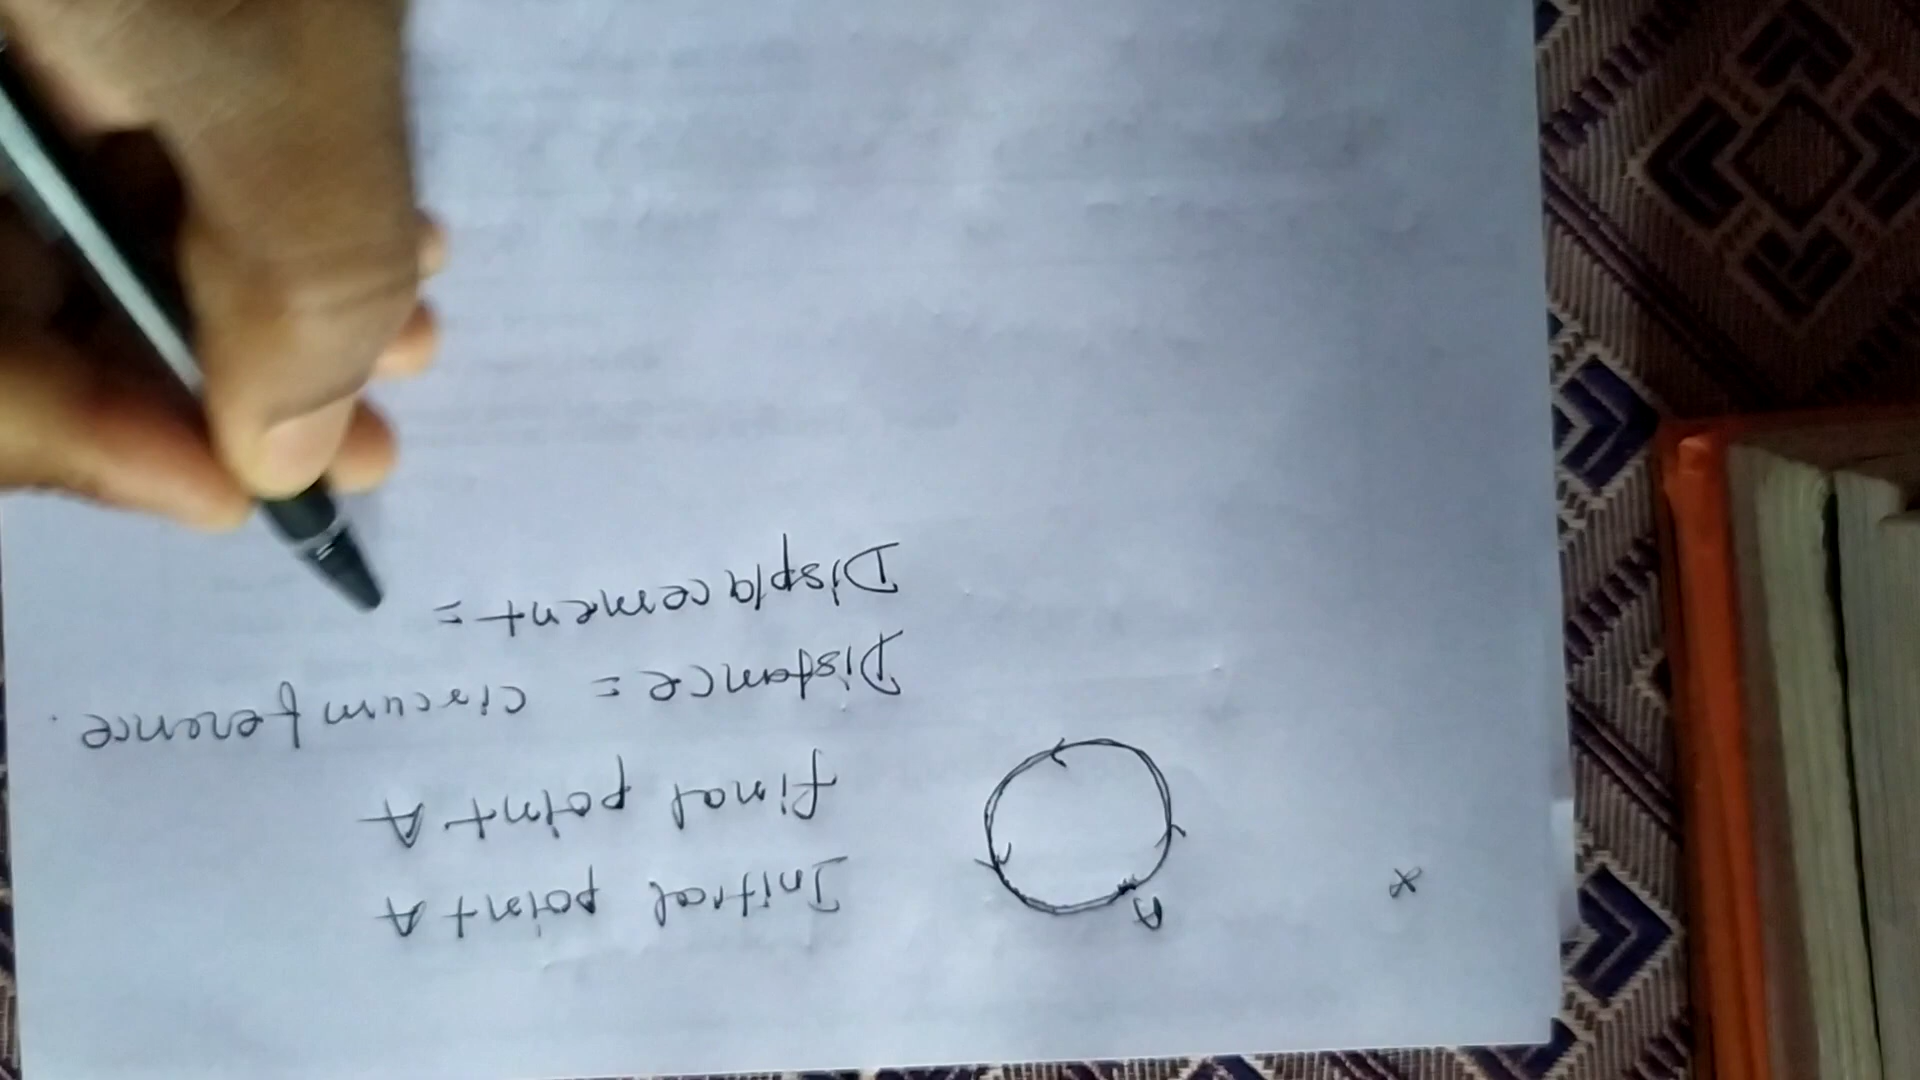 *
A
Initial point A
final point A
Distance = circumference.
Displacement =